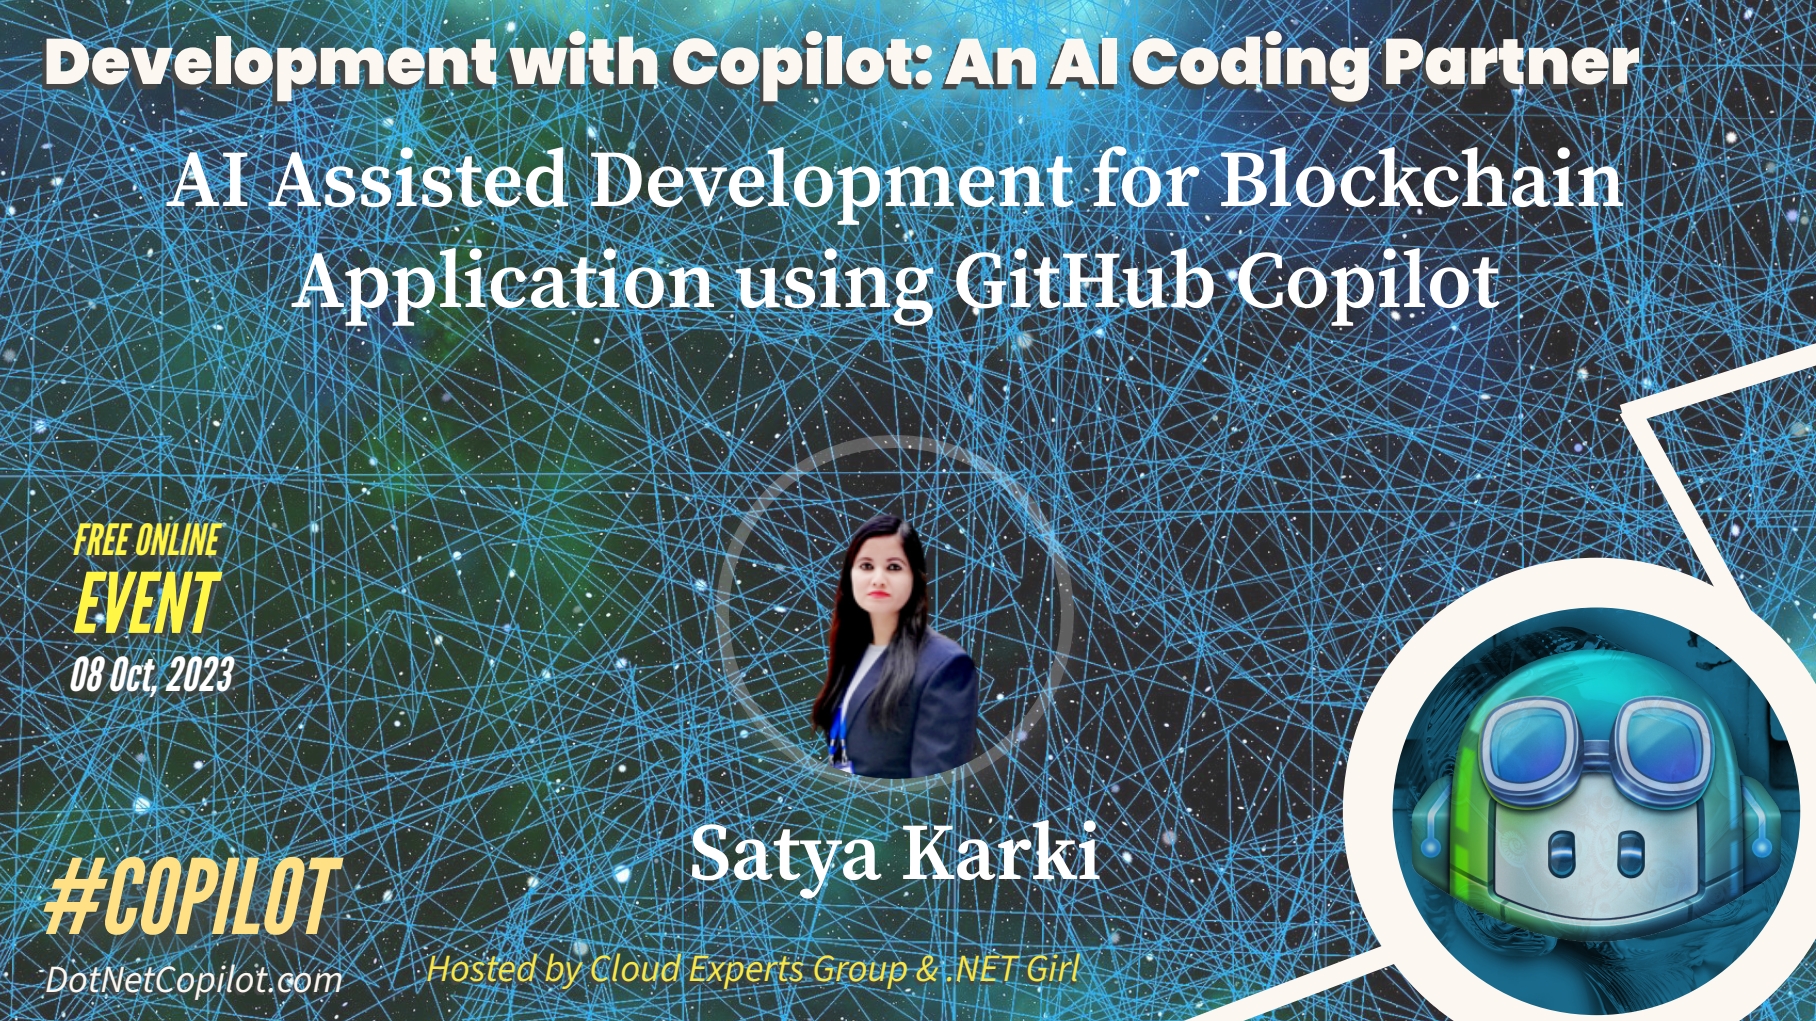 Development with Copilot: An AI Coding Partner
AI Assisted Development for Blockchain
Application using GitHub Copilot
FREE ONLINE
EVENT
08 Oct, 2023
Satya Karki
#COPILOT
DotNetCopilot.com
Hosted by Cloud Experts Group & .NET Girl